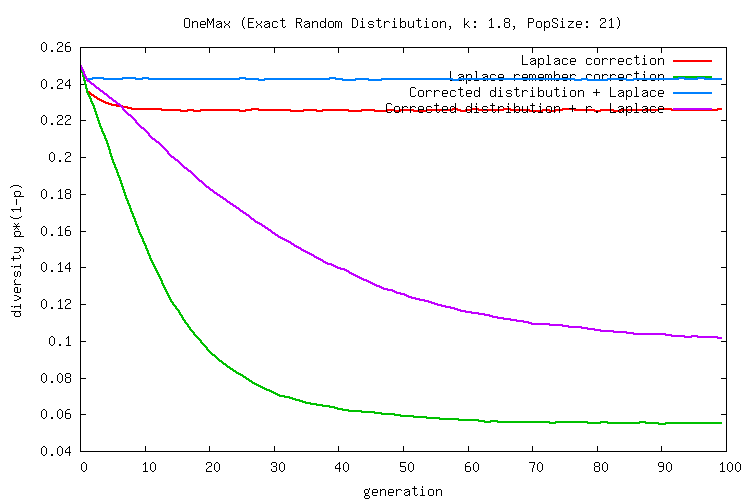 OneMax (Exact Random Distribution, k: 1.8, PopSize: 21)
0.26
Laplace correction
Laplace remember correction
0.24
Corrected distribution + Laplace
Corrected distribution + r. Laplace
0.22
0.2
0.18
0.16
0.14
0.12
0.1
0.08
0.06
0.04
diversity p*(1-p)
0 10 20 30 40 50 60 70 80 90 100
generation